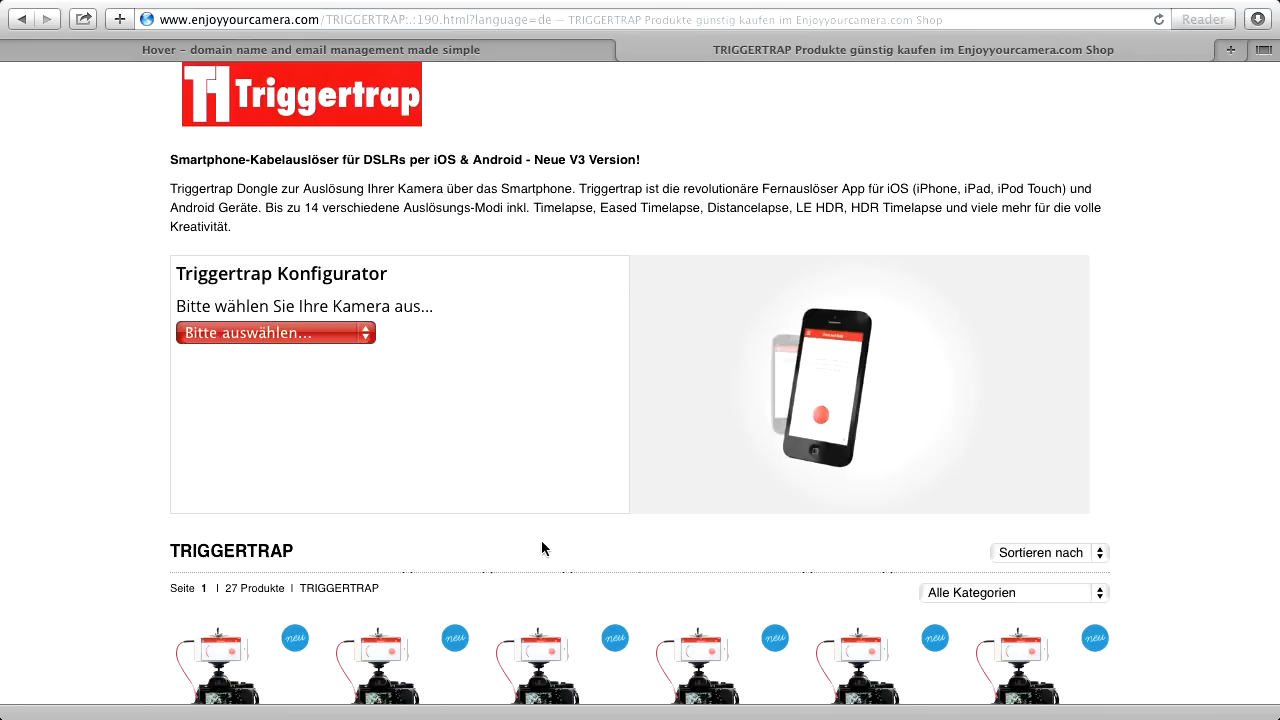 www.enjoyyourcamera.com/TRIGGERTRAP:.:190.html?language=de — TRIGGERTRAP Produkte günstig kaufen im Enjoyyourcamera.com Shop
Reader
Hover - domain name and email management made simple
TRIGGERTRAP Produkte günstig kaufen im Enjoyyourcamera.com Shop
Triggertrap
Smartphone-Kabelauslöser für DSLRs per iOS & Android - Neue V3 Version!
Triggertrap Dongle zur Auslösung Ihrer Kamera über das Smartphone. Triggertrap ist die revolutionäre Fernauslöser App für iOS (iPhone, iPad, iPod Touch) und
Android Geräte. Bis zu 14 verschiedene Auslösungs-Modi inkl. Timelapse, Eased Timelapse, Distancelapse, LE HDR, HDR Timelapse und viele mehr für die volle
Kreativität.
Triggertrap Konfigurator
Bitte wählen Sie Ihre Kamera aus...
Bitte auswählen...
TRIGGERTRAP
Sortieren nach
Seite 1 | 27 Produkte | TRIGGERTRAP
Alle Kategorien
neu neu neu neu neu neu